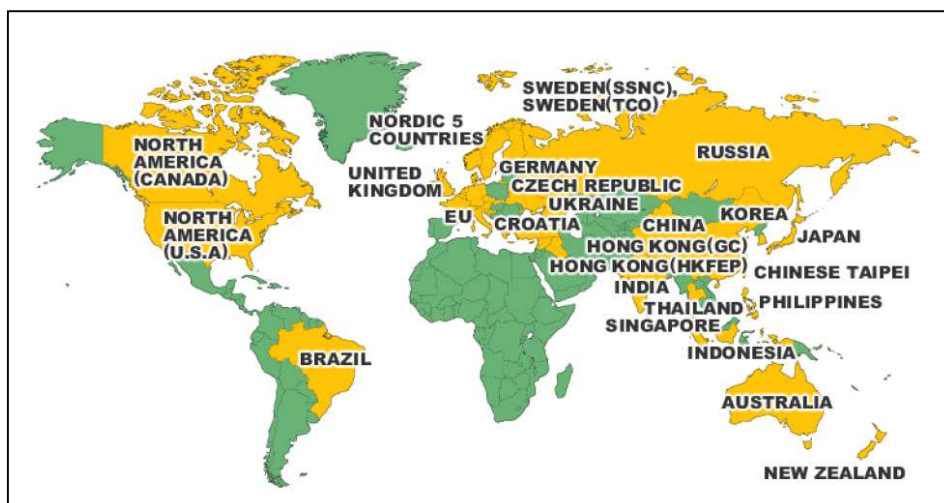 SWEDEN(SSNC),
SWEDEN(TCO)
NORDIC 5
COUNTRIES
NORTH
AMERICA
(CANADA)
RUSSIA
UNITED
KINGDOM
GERMANY
CZECH REPUBLIC
UKRAINE
EU
CROATIA
CHINA
KOREA
JAPAN
NORTH
AMERICA
(U.S.A)
HONG KONG(GC)
HONG KONG(HKFEP)
CHINESE TAIPEI
INDIA
THAILAND
PHILIPPINES
SINGAPORE
INDONESIA
BRAZIL
AUSTRALIA
NEW ZEALAND